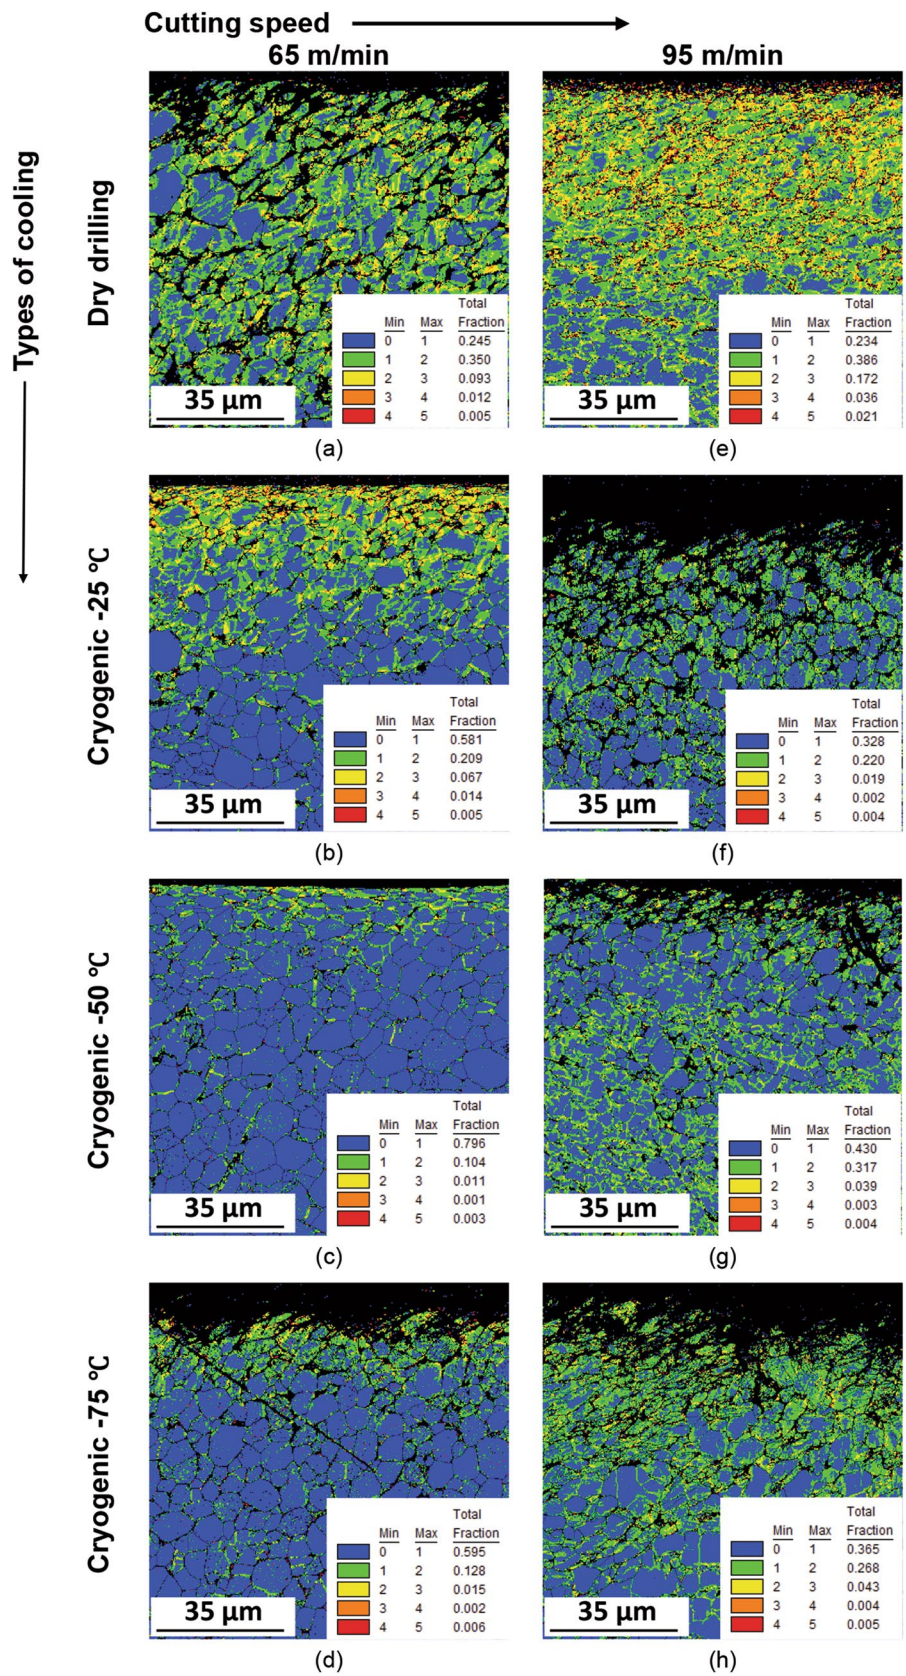 Cutting speed
65 m/min
95 m/min
Types of cooling
Dry drilling
Total
Min Max Fraction
0 1 0.245
1 2 0.350
2 3 0.093
3 4 0.012
4 5 0.005
35 μm
(a)
Total
Min Max Fraction
0 1 0.234
1 2 0.386
2 3 0.172
3 4 0.036
4 5 0.021
35 μm
(e)
Cryogenic -25 °C
Total
Min Max Fraction
0 1 0.581
1 2 0.209
2 3 0.067
3 4 0.014
4 5 0.005
35 μm
(b)
Total
Min Max Fraction
0 1 0.328
1 2 0.220
2 3 0.019
3 4 0.002
4 5 0.004
35 μm
(f)
Cryogenic -50 °C
Total
Min Max Fraction
0 1 0.796
1 2 0.104
2 3 0.011
3 4 0.001
4 5 0.003
35 μm
(c)
Total
Min Max Fraction
0 1 0.430
1 2 0.317
2 3 0.039
3 4 0.003
4 5 0.004
35 μm
(g)
Cryogenic -75 °C
Total
Min Max Fraction
0 1 0.595
1 2 0.128
2 3 0.015
3 4 0.002
4 5 0.006
35 μm
(d)
Total
Min Max Fraction
0 1 0.365
1 2 0.268
2 3 0.043
3 4 0.004
4 5 0.005
35 μm
(h)